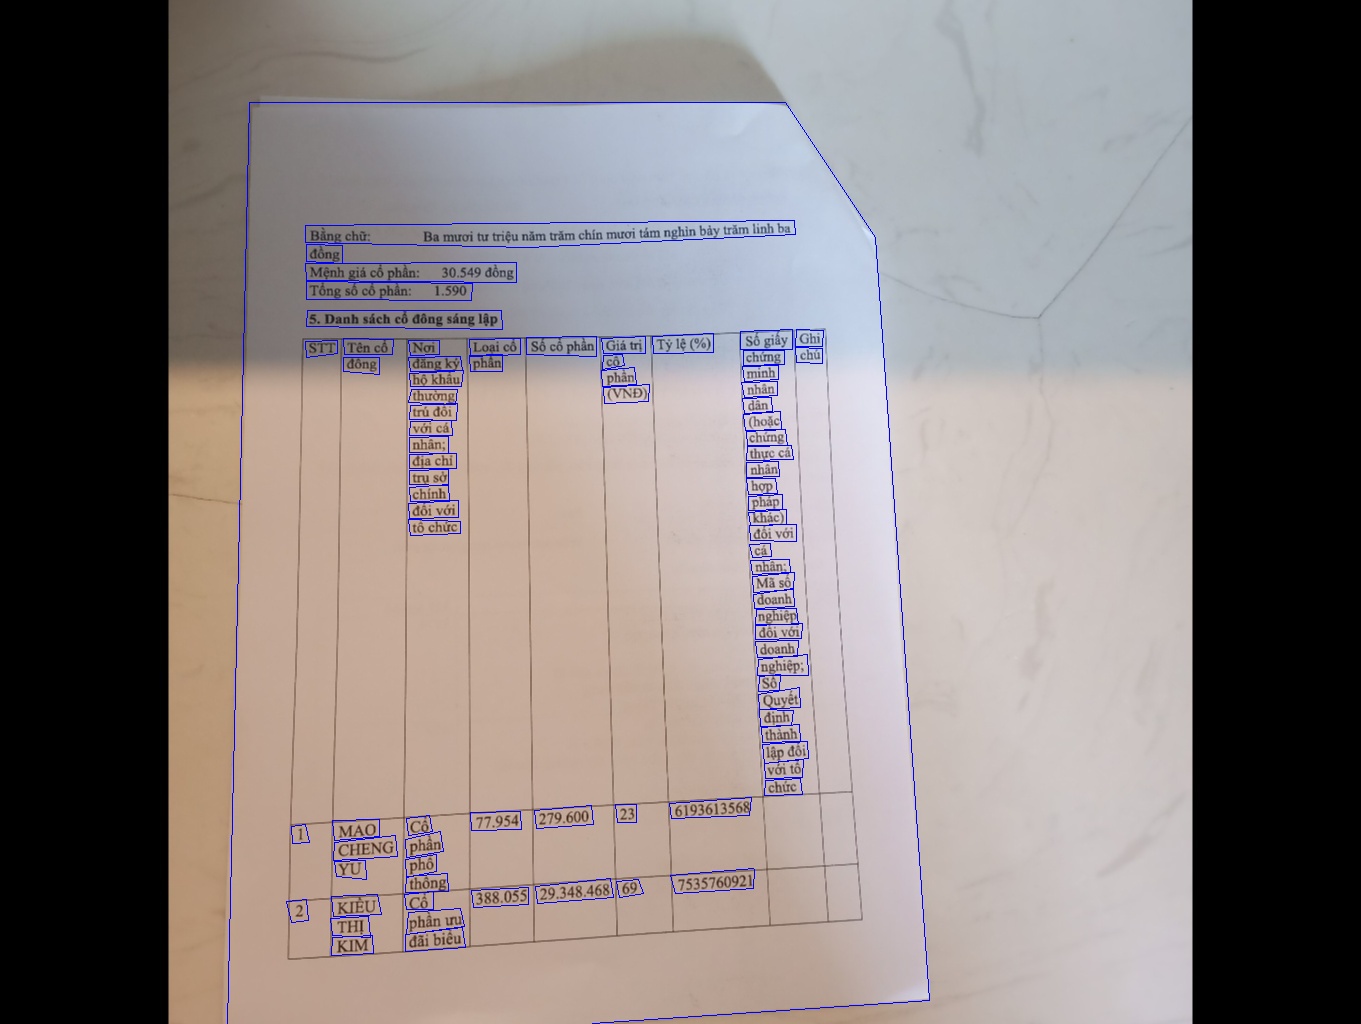 Bằng chữ: Ba mươi tư triệu năm trăm chín mươi tám nghìn bảy trăm linh ba
đồng
Mệnh giá cổ phần: 30.549 đồng
Tổng số cổ phần: 1.590
5. Danh sách cổ đông sáng lập
STT
Tên cổ
đông
Nơi
đăng ký
hộ khẩu
thường
trú đối
với cá
nhân;
địa chỉ
trụ sở
chính
đối với
tổ chức
Loại cổ
phần
Số cổ phần
Giá trị
cổ
phần
(VNĐ)
Tỷ lệ (%)
Số giấy
chứng
minh
nhân
dân
(hoặc
chứng
thực cá
nhân
hợp
pháp
khác)
đối với
cá
nhân;
Mã số
doanh
nghiệp
đối với
doanh
nghiệp;
Số
Quyết
định
thành
lập đối
với tổ
chức
Ghi
chú
1
MAO
CHENG
YU
Cổ
phần
phổ
thông
77.954
279.600
23
6193613568
2
KIỀU
THỊ
KIM
Cổ
phần ưu
đãi biểu
388.055
29.348.468
69
7535760921